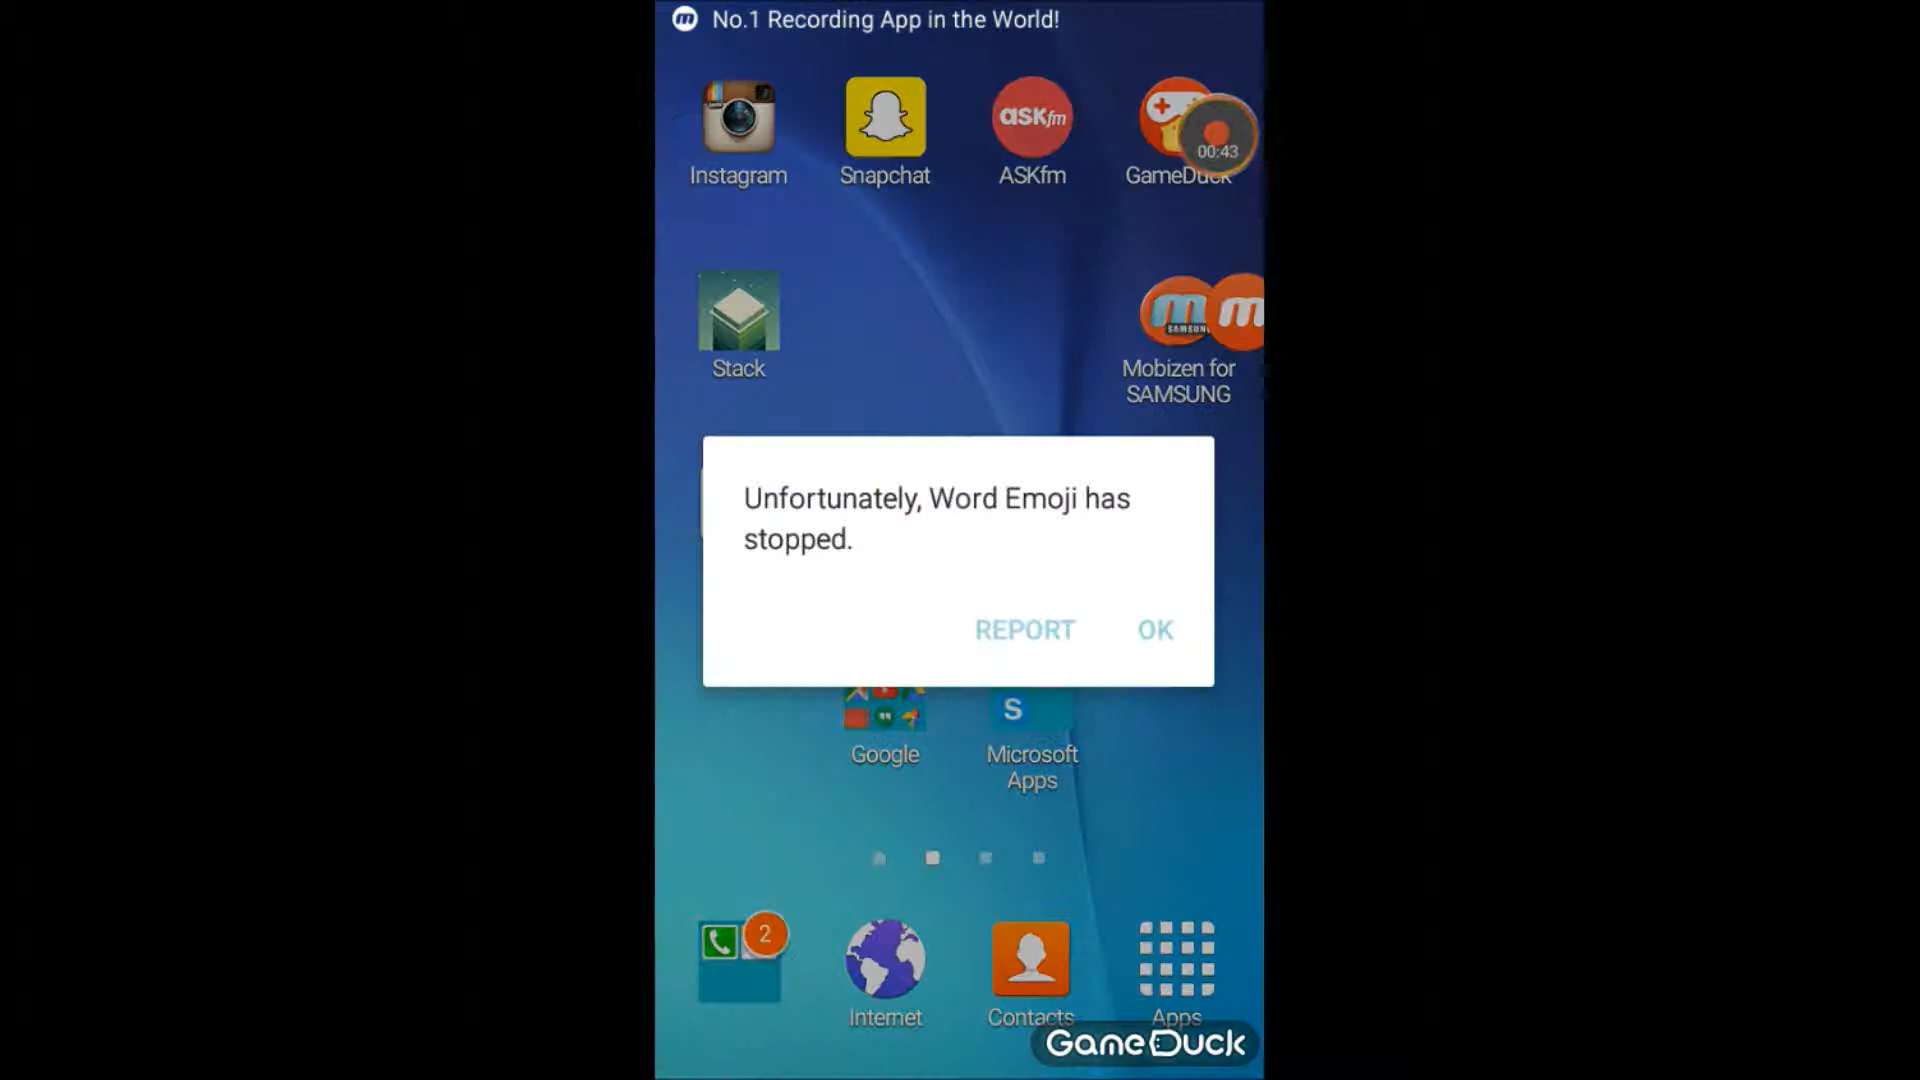 No.1 Recording App in the World!
askfm
00:43
Instagram
Snapchat
ASKfm
GameDuck
m
SAMSUNG
m
Stack
Mobizen for
SAMSUNG
Unfortunately, Word Emoji has
stopped.
REPORT
OK
S
Google
Microsoft
Apps
2
Internet
Contacts
Apps
GameDuck